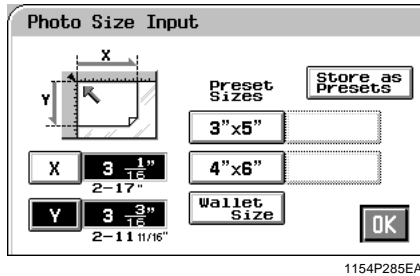 Photo Size Input
X
Y
Preset
Sizes
Store as
Presets
3"x5"
X
3 1/16"
2-17"
4"x6"
Y
3 3/16"
2-11 11/16"
Wallet
Size
OK
1154P285EA